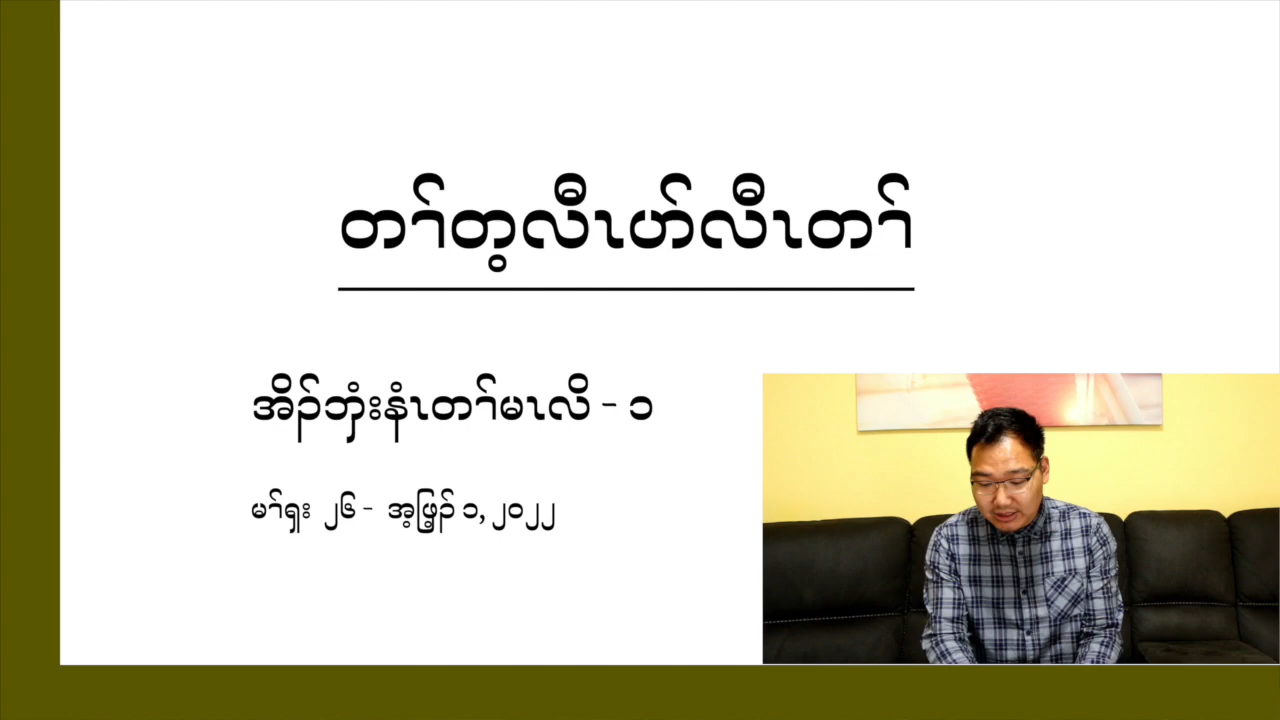 တၢ်တွလီၤဟ်လီၤတၢ်
အိၣ်ဘှံးနံၤတၢ်မၤလိ - ၁
မၢ်ရှး ၂၆ - အ့ဖြ့ၣ် ၁, ၂၀၂၂